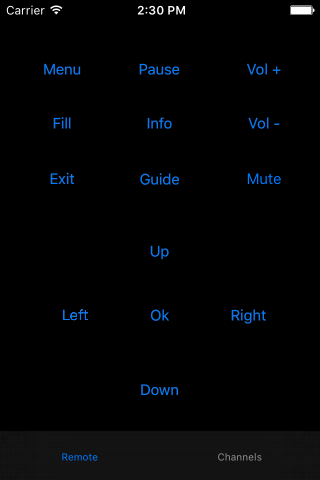 Carrier 2:30 PM
Menu Pause Vol +
Fill Info Vol -
Exit Guide Mute
Up
Left Ok Right
Down
Remote Channels